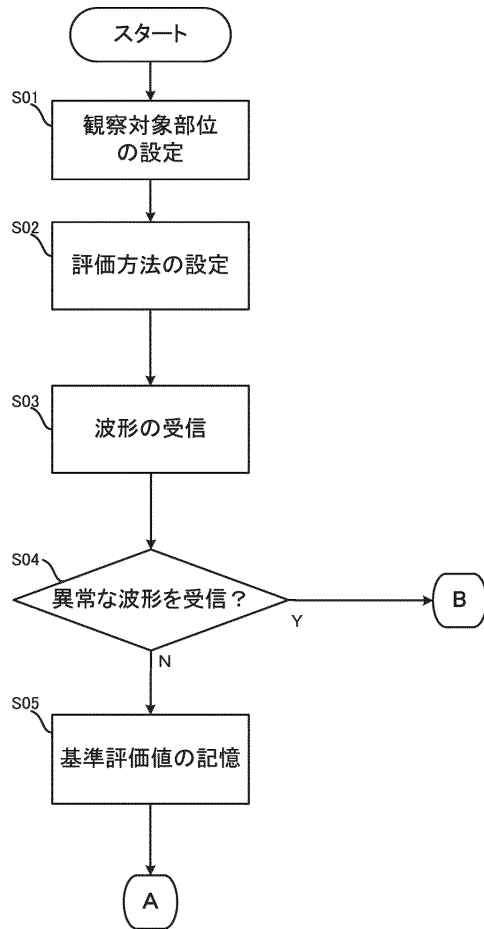 スタート
S01
観察対象部位
の設定
S02
評価方法の設定
S03
波形の受信
S04
異常な波形を受信？
Y
B
N
S05
基準評価値の記憶
A